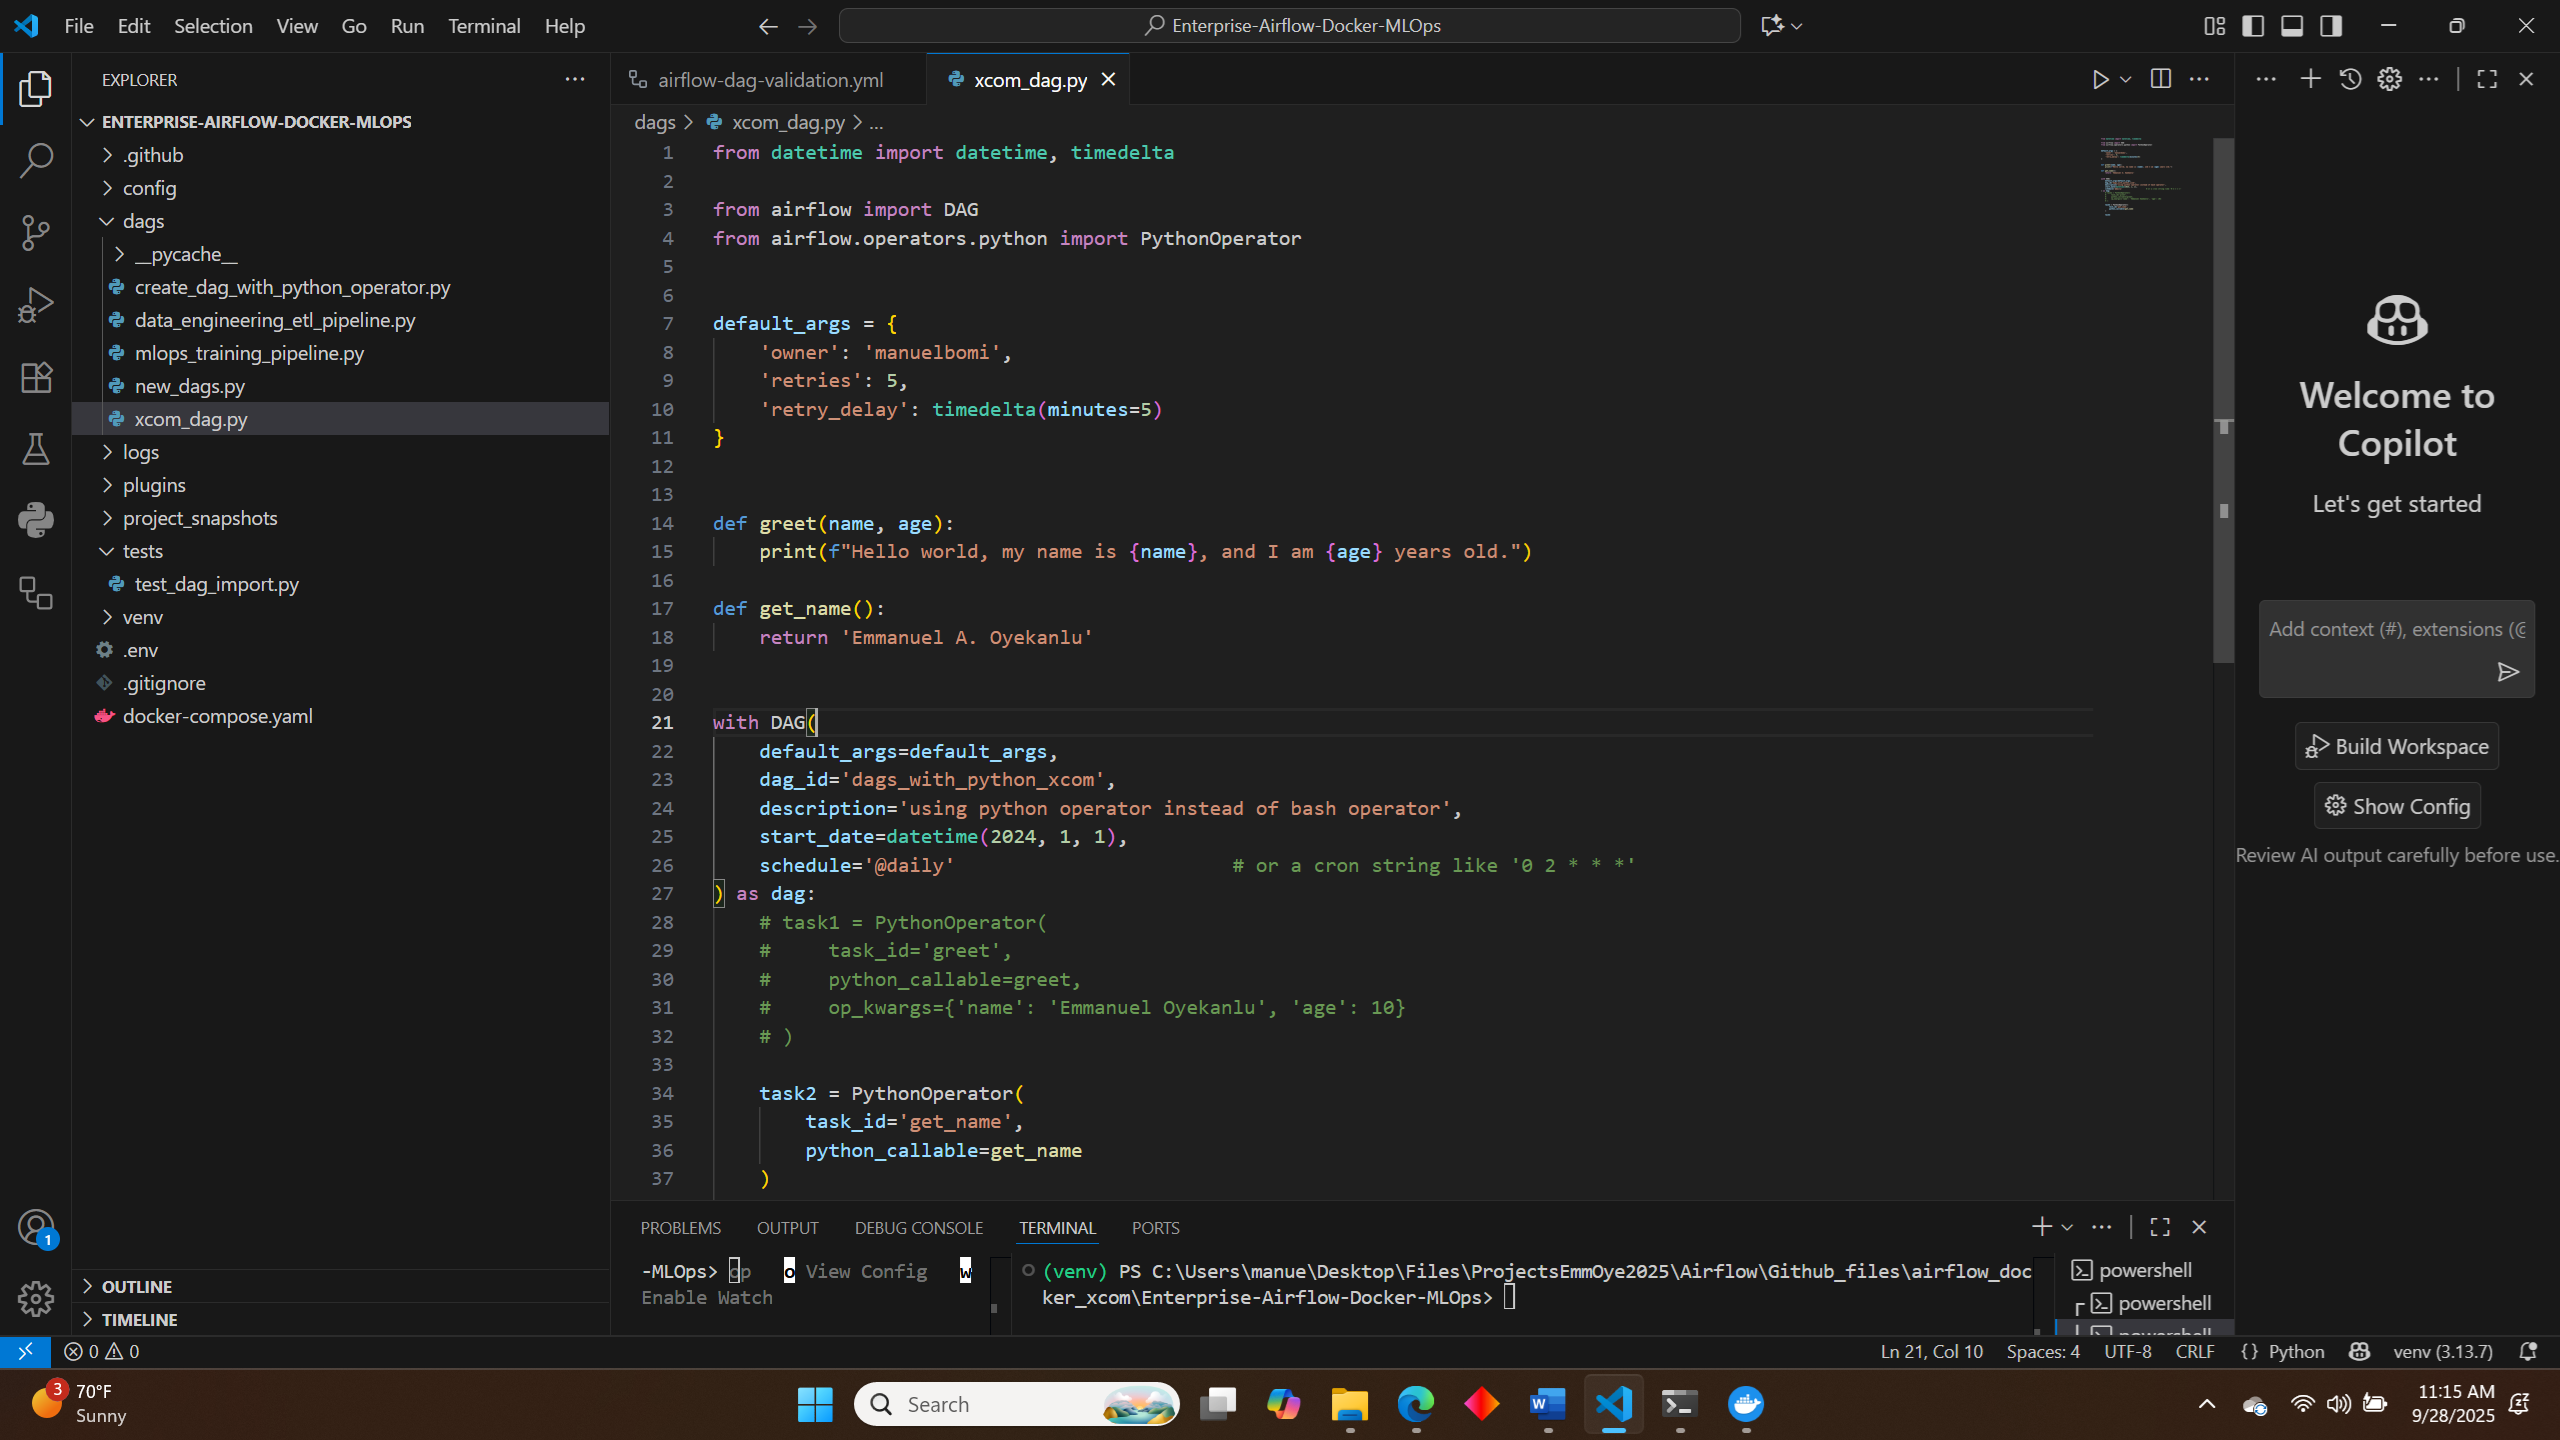 File Edit Selection View Go Run Terminal Help
Enterprise-Airflow-Docker-MLOps
EXPLORER
ENTERPRISE-AIRFLOW-DOCKER-MLOPS
.github
config
dags
__pycache__
create_dag_with_python_operator.py
data_engineering_etl_pipeline.py
mlops_training_pipeline.py
new_dags.py
xcom_dag.py
logs
plugins
project_snapshots
tests
test_dag_import.py
venv
.env
.gitignore
docker-compose.yaml
OUTLINE
TIMELINE
airflow-dag-validation.yml
xcom_dag.py
dags > xcom_dag.py > ...
1 from datetime import datetime, timedelta
2
3 from airflow import DAG
4 from airflow.operators.python import PythonOperator
5
6
7 default_args = {
8     'owner': 'manuelbomi',
9     'retries': 5,
10     'retry_delay': timedelta(minutes=5)
11 }
12
13
14 def greet(name, age):
15     print(f"Hello world, my name is {name}, and I am {age} years old.")
16
17 def get_name():
18     return 'Emmanuel A. Oyekanlu'
19
20
21 with DAG(
22     default_args=default_args,
23     dag_id='dags_with_python_xcom',
24     description='using python operator instead of bash operator',
25     start_date=datetime(2024, 1, 1),
26     schedule='@daily'                        # or a cron string like '0 2 * * *'
27 ) as dag:
28     # task1 = PythonOperator(
29     #     task_id='greet',
30     #     python_callable=greet,
31     #     op_kwargs={'name': 'Emmanuel Oyekanlu', 'age': 10}
32     # )
33
34     task2 = PythonOperator(
35         task_id='get_name',
36         python_callable=get_name
37     )
PROBLEMS OUTPUT DEBUG CONSOLE TERMINAL PORTS
-MLOps> op o View Config w
Enable Watch
(venv) PS C:\Users\manue\Desktop\Files\ProjectsEmmOye2025\Airflow\Github_files\airflow_doc
ker_xcom\Enterprise-Airflow-Docker-MLOps>
powershell
powershell
powershell
Welcome to
Copilot
Let's get started
Add context (#), extensions (@
Build Workspace
Show Config
Review AI output carefully before use.
1
0 0
Ln 21, Col 10 Spaces: 4 UTF-8 CRLF {} Python venv (3.13.7)
3
70°F
Sunny
Search
11:15 AM
9/28/2025